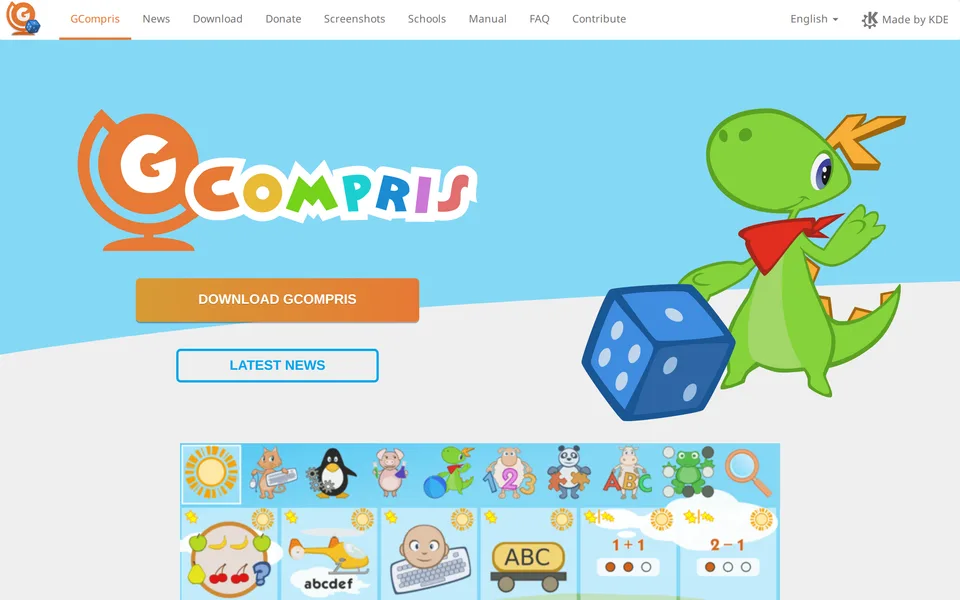 GCompris News Download Donate Screenshots Schools Manual FAQ Contribute English Made by KDE
GCOMPRIS
DOWNLOAD GCOMPRIS
LATEST NEWS
123
ABC
abcdef
ABC
1 + 1
2 − 1
?